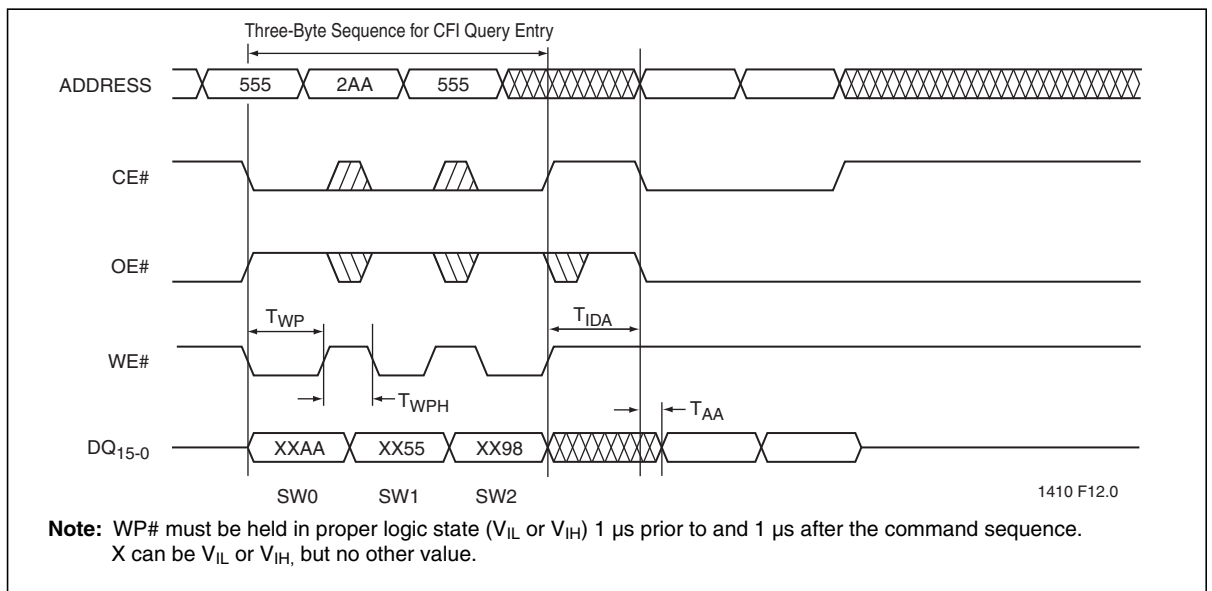 Three-Byte Sequence for CFI Query Entry
ADDRESS 555 2AA 555
CE#
OE#
TWP TIDA
WE#
TWPH TAA
DQ15-0 XXAA XX55 XX98
SW0 SW1 SW2 1410 F12.0
Note: WP# must be held in proper logic state (VIL or VIH) 1 µs prior to and 1 µs after the command sequence.
X can be VIL or VIH, but no other value.